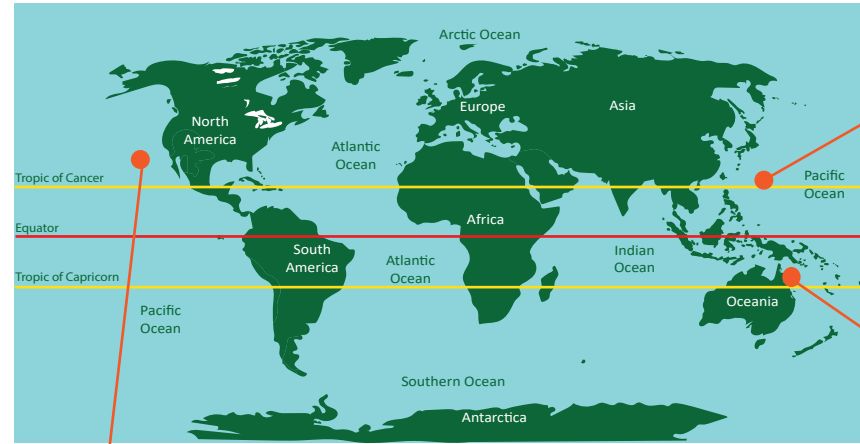 Arctic Ocean
North
America
Europe
Asia
Atlantic
Ocean
Tropic of Cancer
Pacific
Ocean
Africa
Equator
South
America
Atlantic
Ocean
Indian
Ocean
Tropic of Capricorn
Pacific
Ocean
Oceania
Southern Ocean
Antarctica